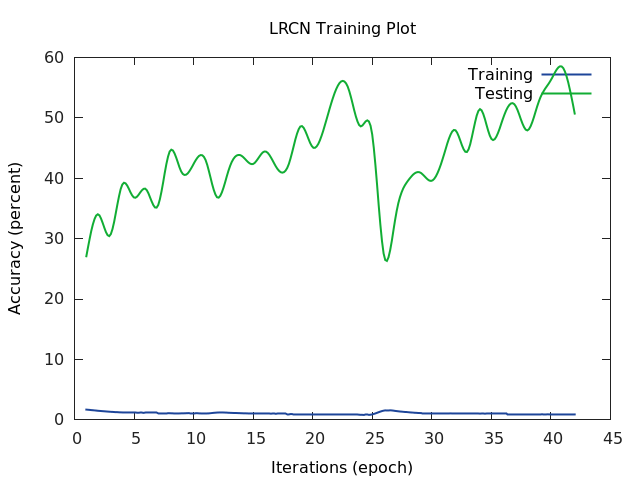 LRCN Training Plot
60
50
40
30
20
10
0
Training
Testing
Accuracy (percent)
0 5 10 15 20 25 30 35 40 45
Iterations (epoch)